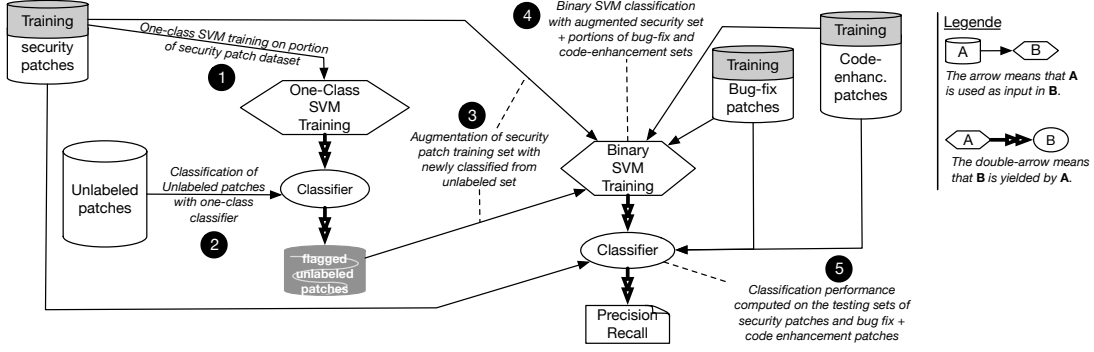 Training
security
patches
One-class SVM training on portion
of security patch dataset
1
One-Class
SVM
Training
Unlabeled
patches
Classification of
Unlabeled patches
with one-class
classifier
2
Classifier
flagged
unlabeled
patches
3
Augmentation of security
patch training set with
newly classified from
unlabeled set
4
Binary SVM classification
with augmented security set
+ portions of bug-fix and
code-enhancement sets
Binary
SVM
Training
Classifier
Precision
Recall
Training
Bug-fix
patches
Training
Code-
enhanc.
patches
5
Classification performance
computed on the testing sets of
security patches and bug fix +
code enhancement patches
Legende
A B
The arrow means that A
is used as input in B.
A B
The double-arrow means
that B is yielded by A.